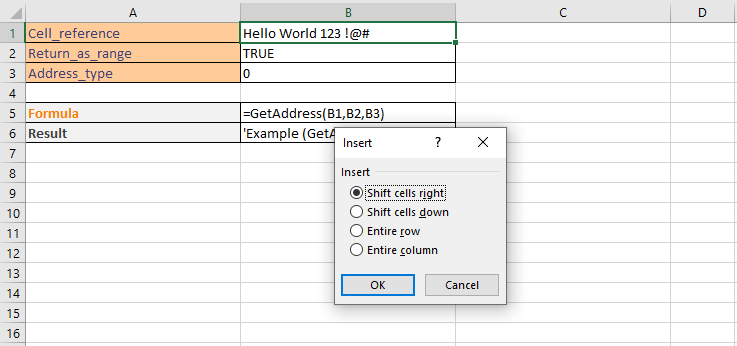 A B C D
1 Cell_reference Hello World 123 !@#
2 Return_as_range TRUE
3 Address_type 0
4
5 Formula =GetAddress(B1,B2,B3)
6 Result 'Example (GetA
7
8
9
10
11
12
13
14
15
16
Insert ?
Insert
Shift cells right
Shift cells down
Entire row
Entire column
OK Cancel